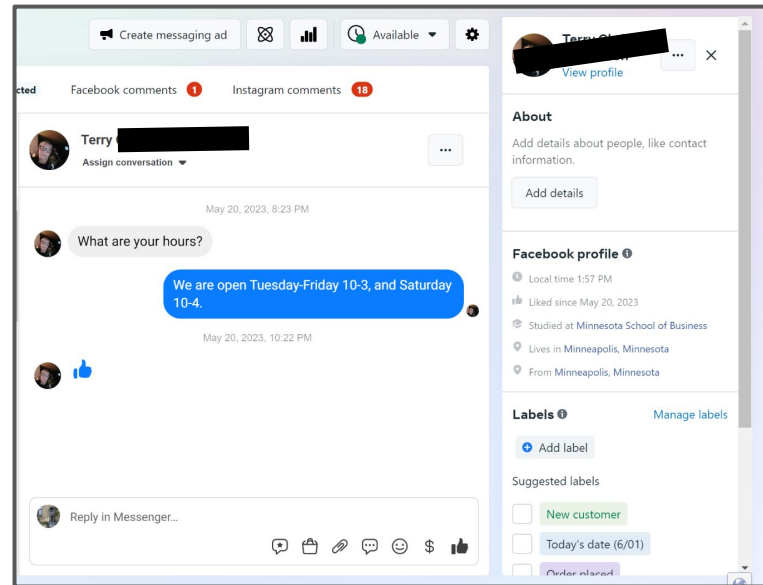 Create messaging ad
Available
cted
Facebook comments 1
Instagram comments 18
Terry
Assign conversation
May 20, 2023, 8:23 PM
What are your hours?
We are open Tuesday-Friday 10-3, and Saturday
10-4.
May 20, 2023, 10:22 PM
Reply in Messenger...
Terry
View profile
About
Add details about people, like contact
information.
Add details
Facebook profile
Local time 1:57 PM
Liked since May 20, 2023
Studied at Minnesota School of Business
Lives in Minneapolis, Minnesota
From Minneapolis, Minnesota
Labels
Manage labels
Add label
Suggested labels
New customer
Today's date (6/01)
Order placed